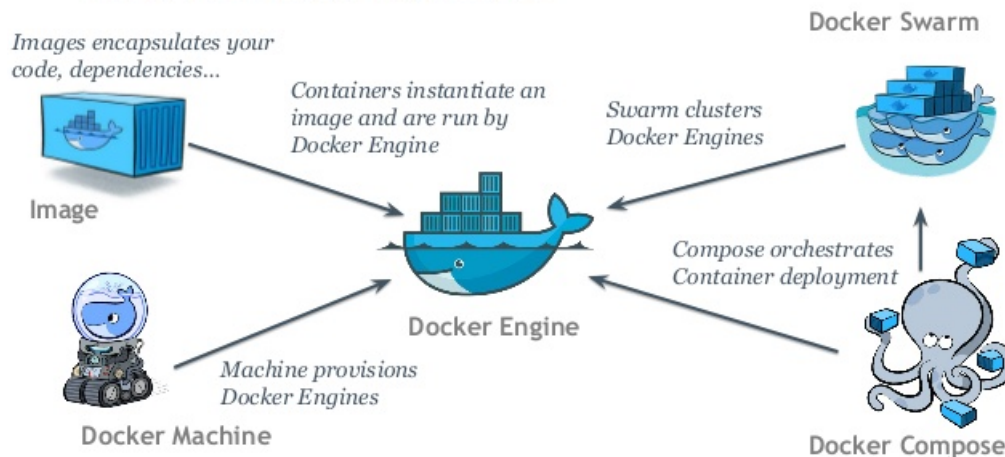 Docker Swarm
Images encapsulates your
code, dependencies…
Containers instantiate an
image and are run by
Docker Engine
Swarm clusters
Docker Engines
Image
Compose orchestrates
Container deployment
Docker Engine
Machine provisions
Docker Engines
Docker Machine
Docker Compose